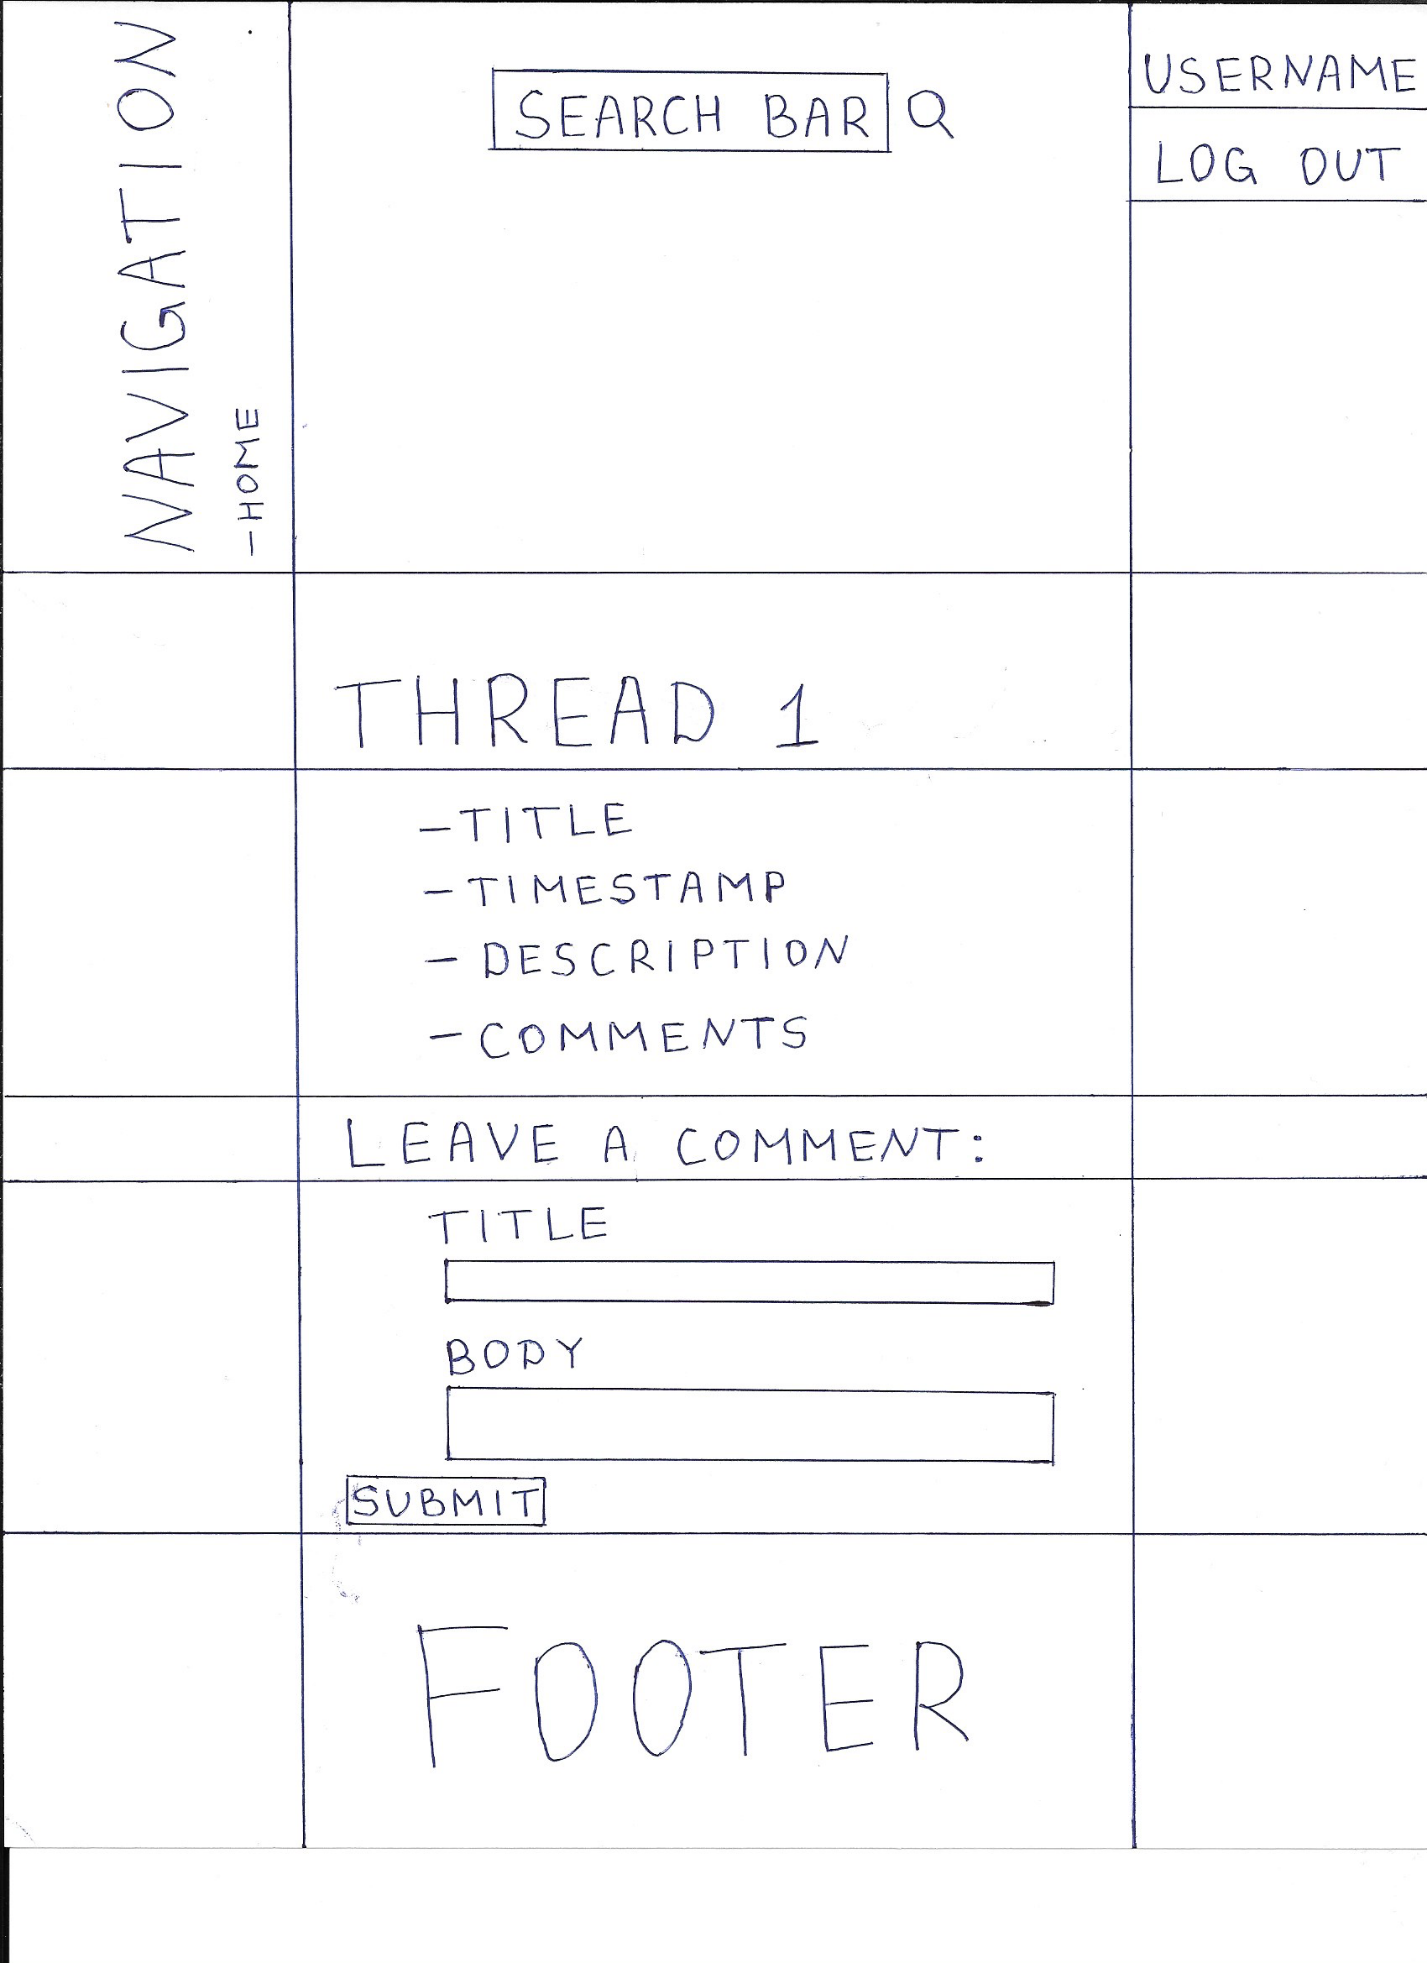 NAVIGATION
-HOME
SEARCH BAR
USERNAME
LOG OUT
THREAD 1
-TITLE
-TIMESTAMP
- DESCRIPTION
- COMMENTS
LEAVE A COMMENT:
TITLE
BODY
SUBMIT
FOOTER